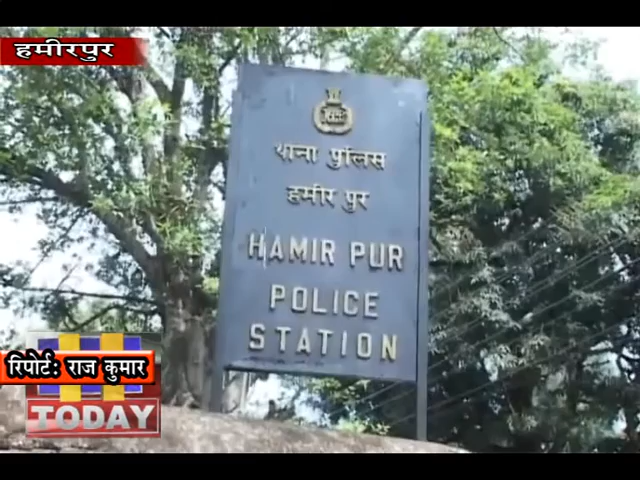 हमीरपुर
थाना पुलिस
हमीर पुर
HAMIR PUR
POLICE
STATION
रिपोर्टः राज कुमार
TODAY